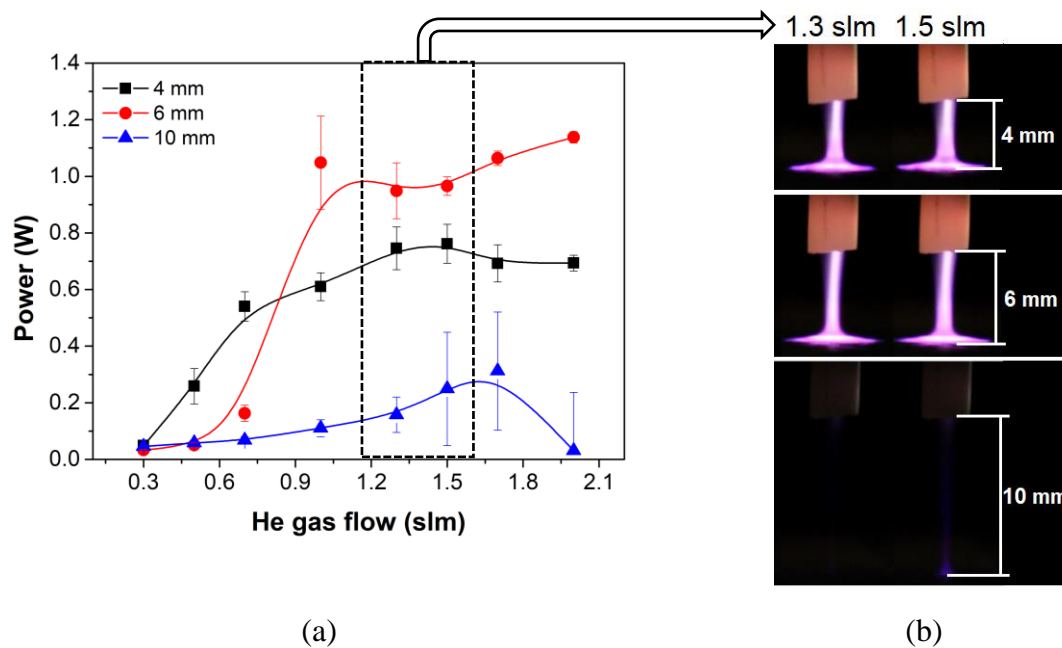 1.3 slm 1.5 slm
1.4
1.2
1.0
0.8
0.6
0.4
0.2
0.0
Power (W)
4 mm
6 mm
10 mm
0.3 0.6 0.9 1.2 1.5 1.8 2.1
He gas flow (slm)
4 mm
6 mm
10 mm
(a)
(b)